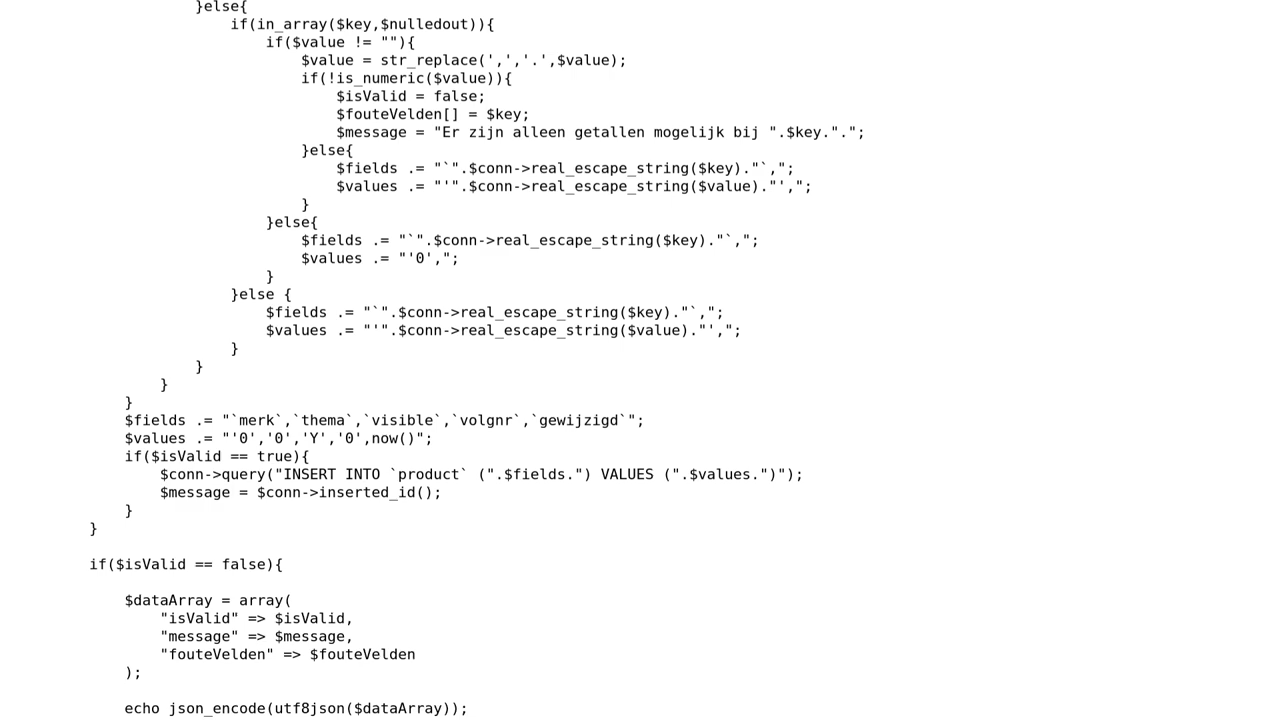 }else{
if(in_array($key,$nulledout)){
if($value != ""){
$value = str_replace(',','.',$value);
if(!is_numeric($value)){
$isValid = false;
$fouteVelden[] = $key;
$message = "Er zijn alleen getallen mogelijk bij ".$key.".";
}else{
$fields .= "`".$conn->real_escape_string($key)."`,";
$values .= "'".$conn->real_escape_string($value)."',";
}
}else{
$fields .= "`".$conn->real_escape_string($key)."`,";
$values .= "'0',";
}
}else {
$fields .= "`".$conn->real_escape_string($key)."`,";
$values .= "'".$conn->real_escape_string($value)."',";
}
}
}
}
$fields .= "`merk`,`thema`,`visible`,`volgnr`,`gewijzigd`";
$values .= "'0','0','Y','0',now()";
if($isValid == true){
$conn->query("INSERT INTO `product` (".$fields.") VALUES (".$values.")");
$message = $conn->inserted_id();
}
}
if($isValid == false){
$dataArray = array(
"isValid" => $isValid,
"message" => $message,
"fouteVelden" => $fouteVelden
);
echo json_encode(utf8json($dataArray));